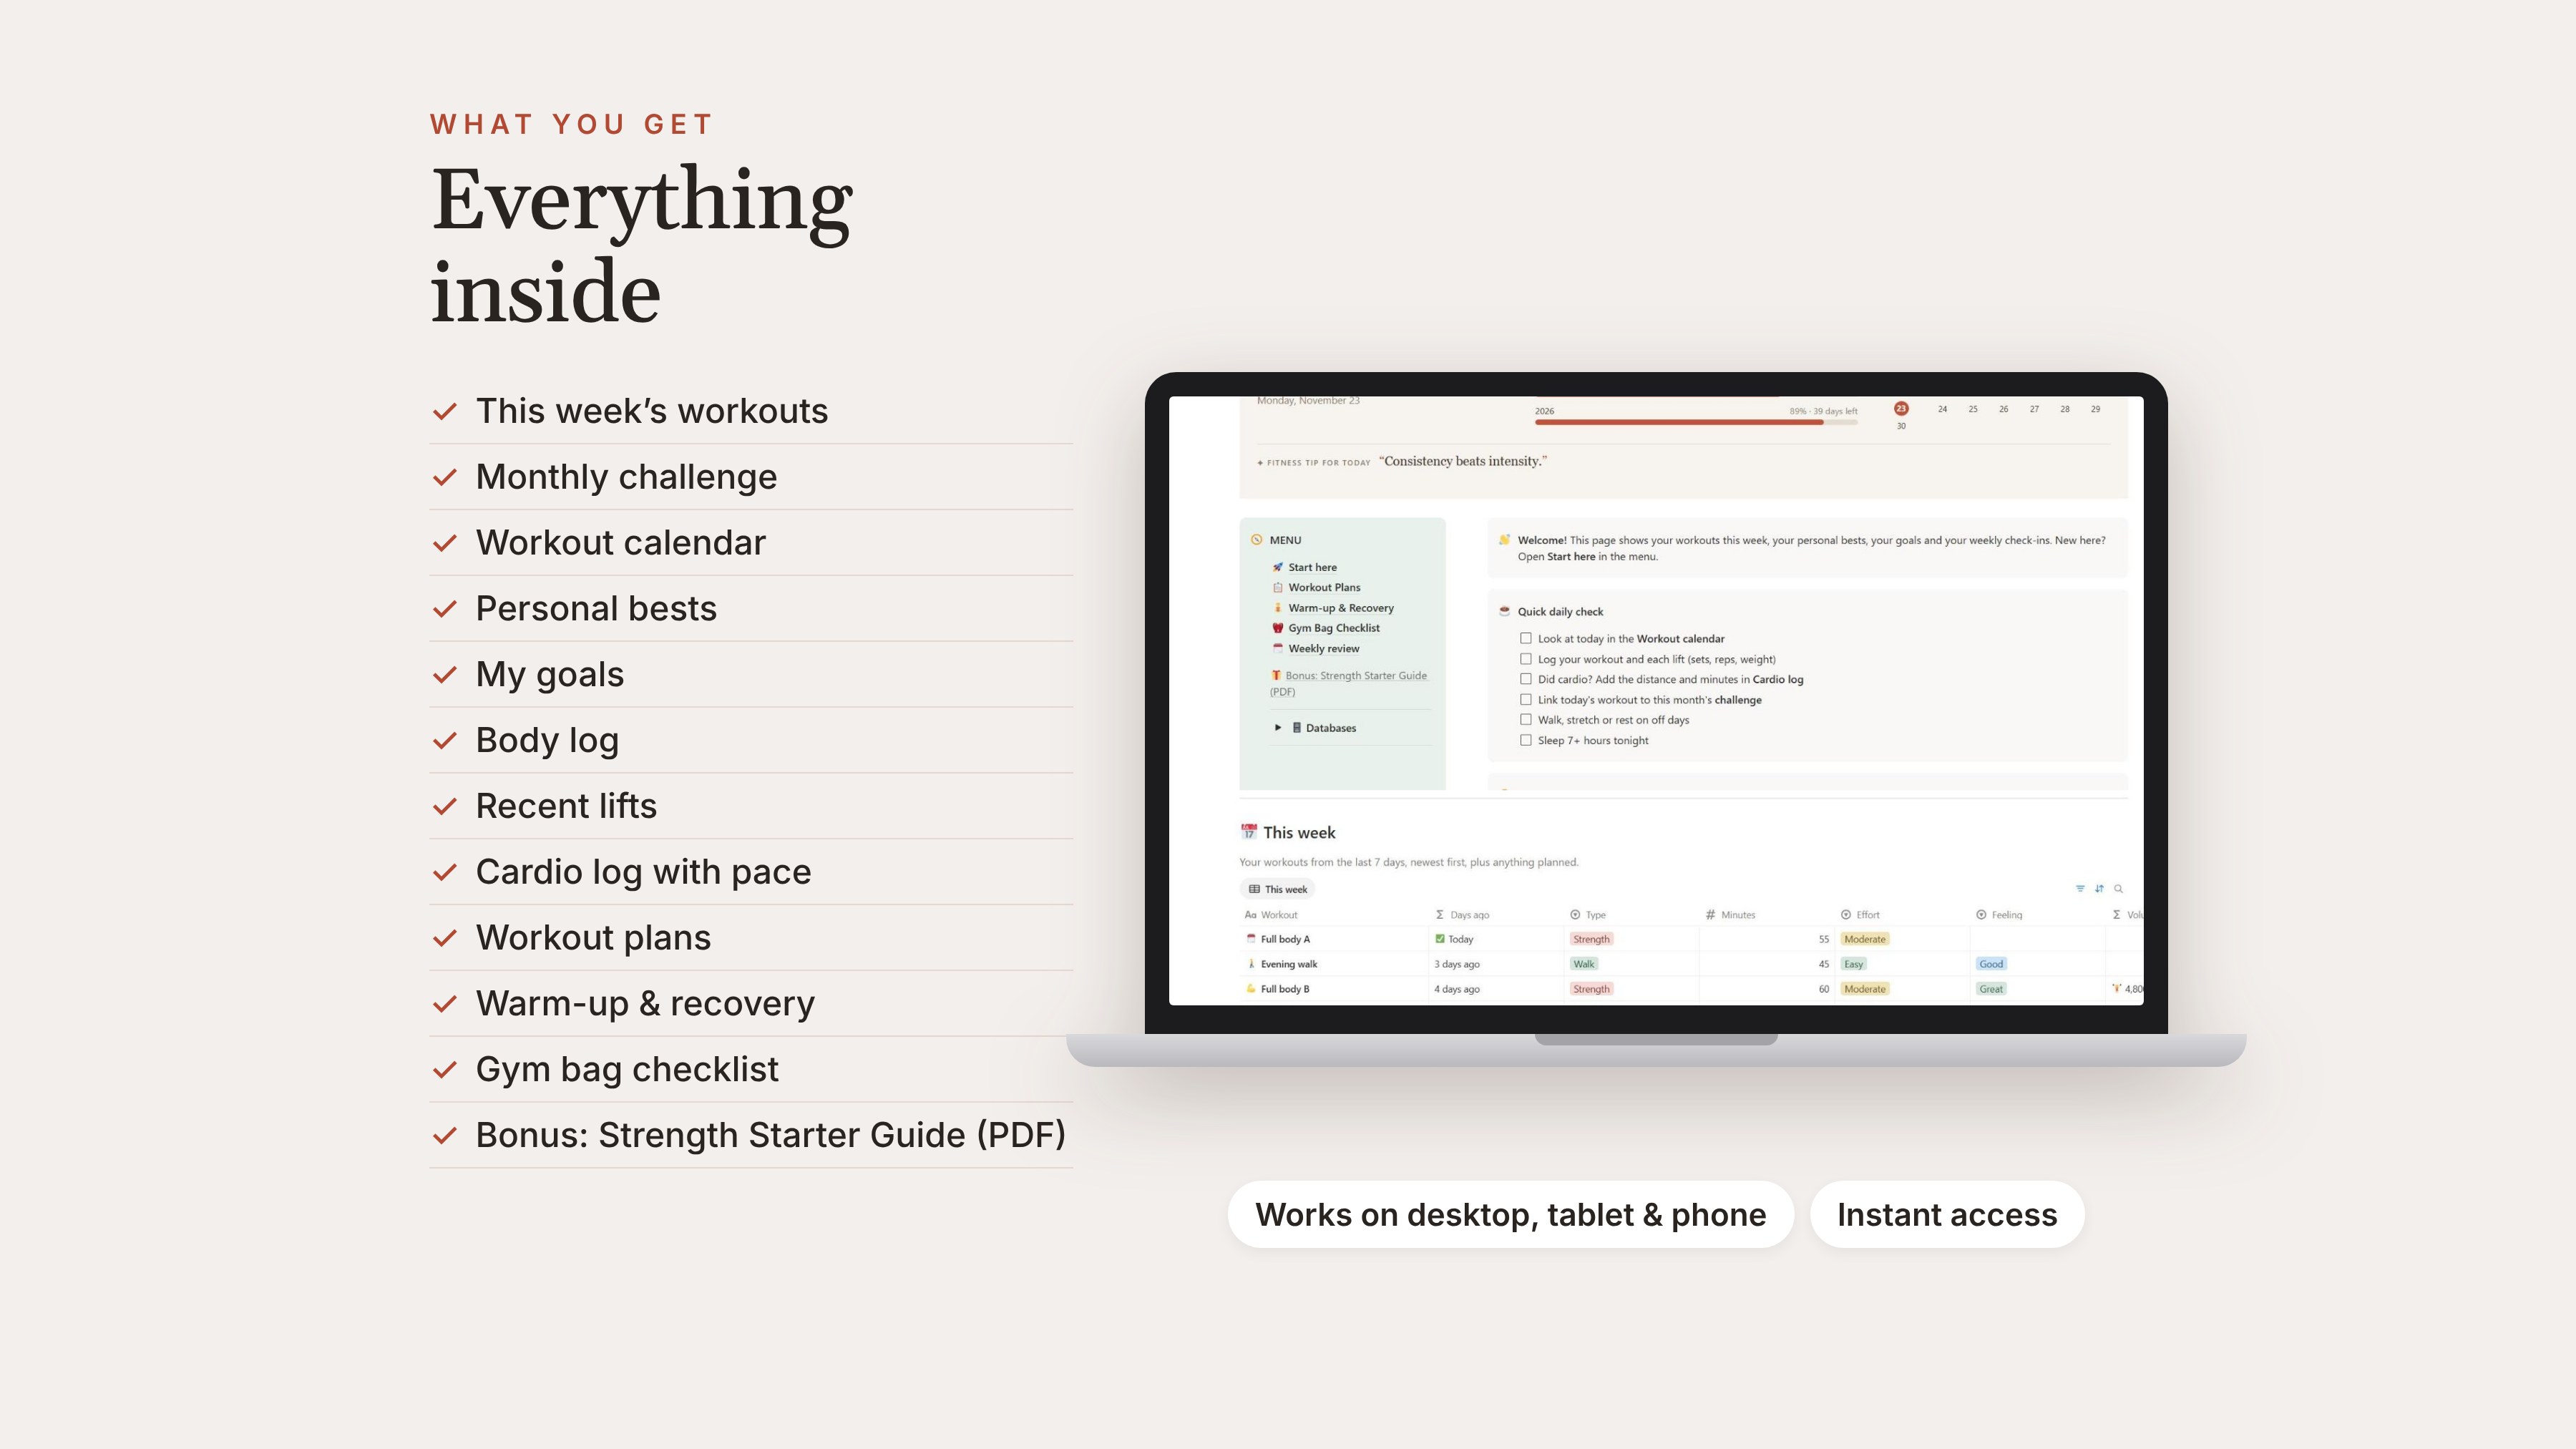 WHAT YOU GET
Everything
inside
This week’s workouts
Monthly challenge
Workout calendar
Personal bests
My goals
Body log
Recent lifts
Cardio log with pace
Workout plans
Warm-up & recovery
Gym bag checklist
Bonus: Strength Starter Guide (PDF)
Monday, November 23
2026 89% · 39 days left
23 24 25 26 27 28 29
30
✦ FITNESS TIP FOR TODAY “Consistency beats intensity.”
MENU
Start here
Workout Plans
Warm-up & Recovery
Gym Bag Checklist
Weekly review
Bonus: Strength Starter Guide
(PDF)
Databases
Welcome! This page shows your workouts this week, your personal bests, your goals and your weekly check-ins. New here?
Open Start here in the menu.
Quick daily check
Look at today in the Workout calendar
Log your workout and each lift (sets, reps, weight)
Did cardio? Add the distance and minutes in Cardio log
Link today's workout to this month's challenge
Walk, stretch or rest on off days
Sleep 7+ hours tonight
This week
Your workouts from the last 7 days, newest first, plus anything planned.
This week
Aa Workout Σ Days ago Type # Minutes Effort Feeling Σ
Full body A Today Strength 55 Moderate
Evening walk 3 days ago Walk 45 Easy Good
Full body B 4 days ago Strength 60 Moderate Great
Works on desktop, tablet & phone
Instant access